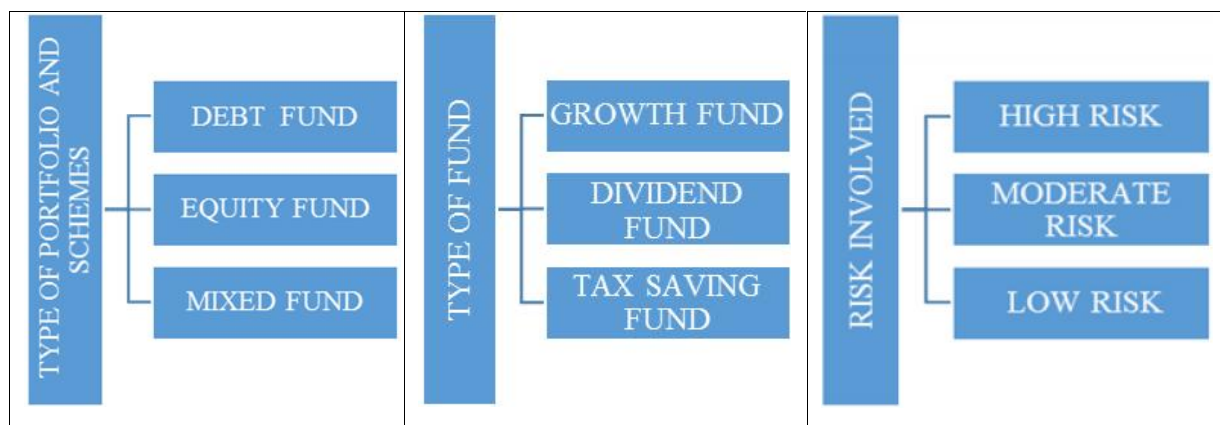 TYPE OF PORTFOLIO AND
SCHEMES
DEBT FUND
EQUITY FUND
MIXED FUND
TYPE OF FUND
GROWTH FUND
DIVIDEND
FUND
TAX SAVING
FUND
RISK INVOLVED
HIGH RISK
MODERATE
RISK
LOW RISK